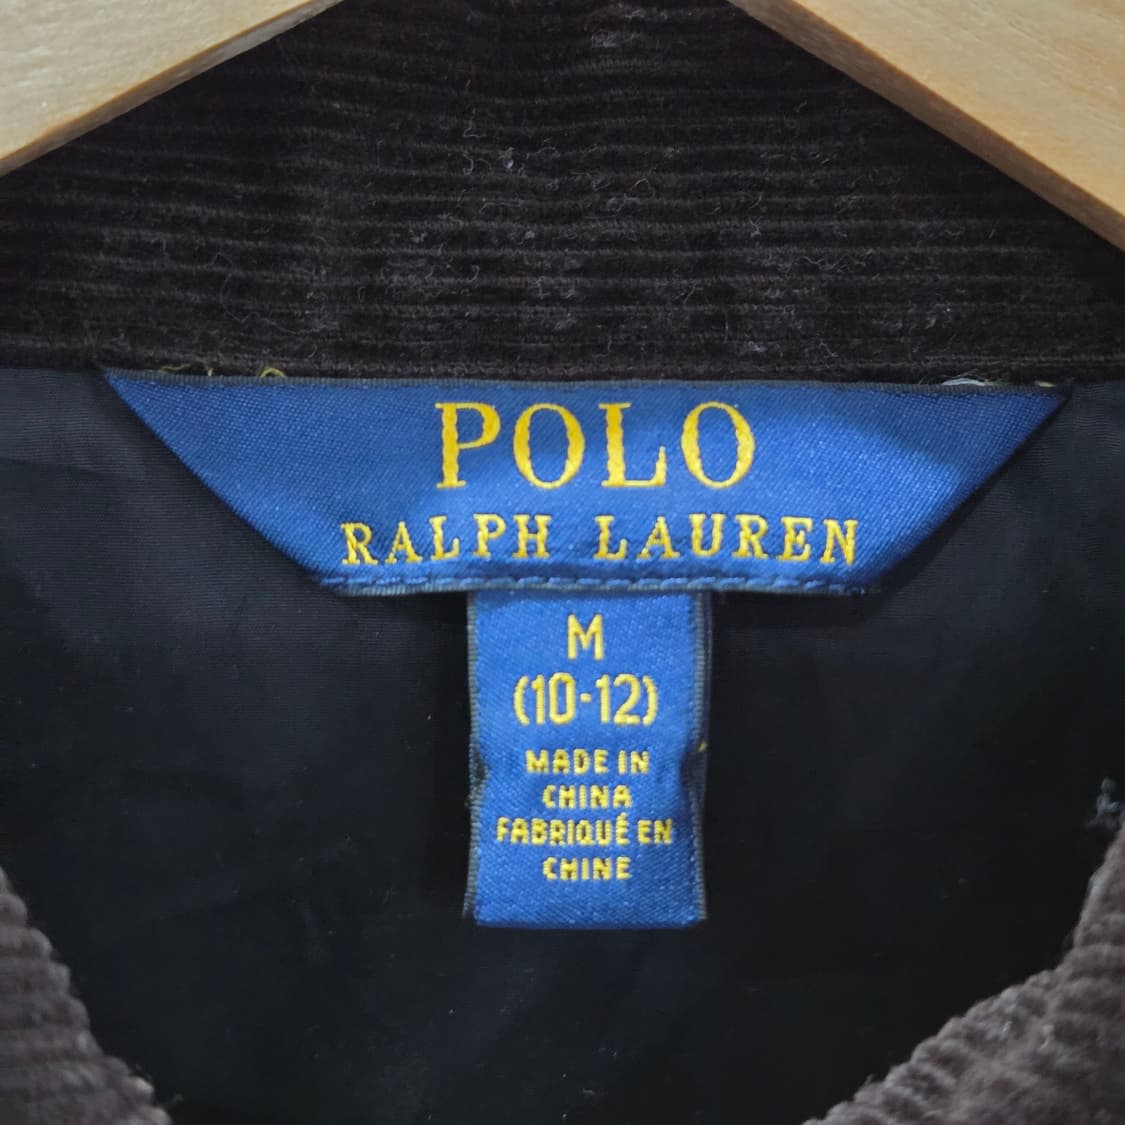 POLO
RALPH LAUREN
M
(10-12)
MADE IN
CHINA
FABRIQUÉ EN
CHINE